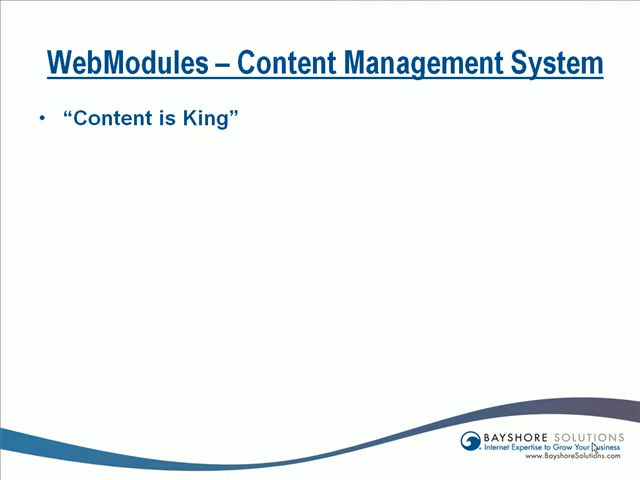 WebModules – Content Management System
• “Content is King”
BAYSHORE SOLUTIONS
Internet Expertise to Grow Your Business
www.BayshoreSolutions.com